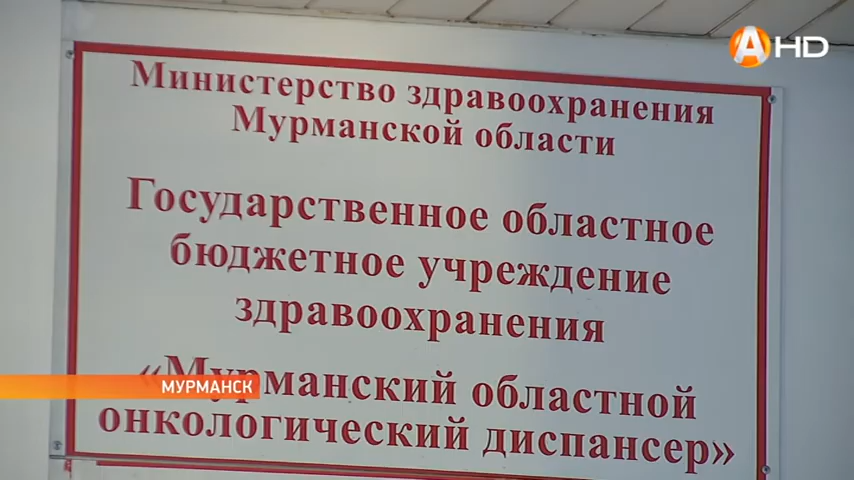 А HD
Министерство здравоохранения
Мурманской области
Государственное областное
бюджетное учреждение
здравоохранения
«Мурманский областной
онкологический диспансер»
МУРМАНСК